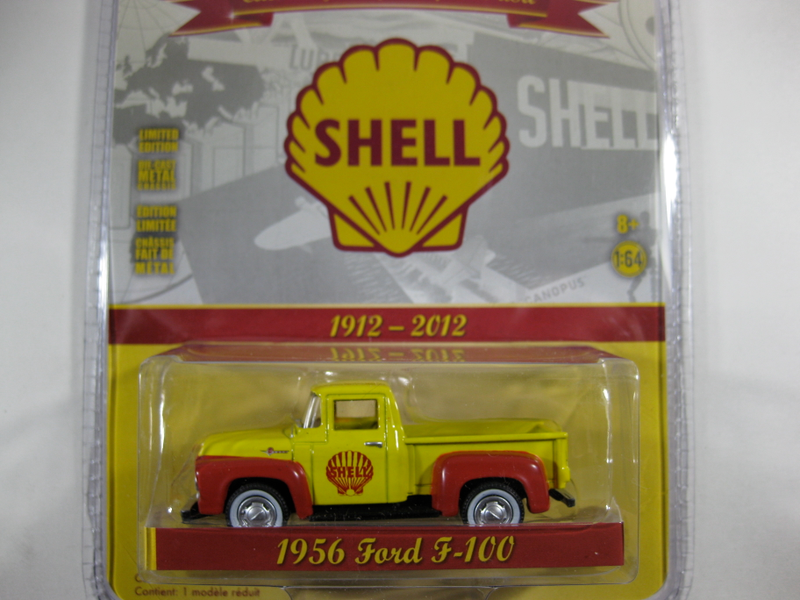 SHELL
SHELL
LIMITED
EDITION
DIE-CAST
METAL
CHASSIS
ÉDITION
LIMITÉE
CHÂSSIS
FAIT DE
MÉTAL
8+
1:64
CANOPUS
1912 – 2012
SHELL
1956 Ford F-100
Contient: 1 modèle réduit